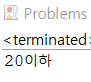 Problems
<terminated>
20이하